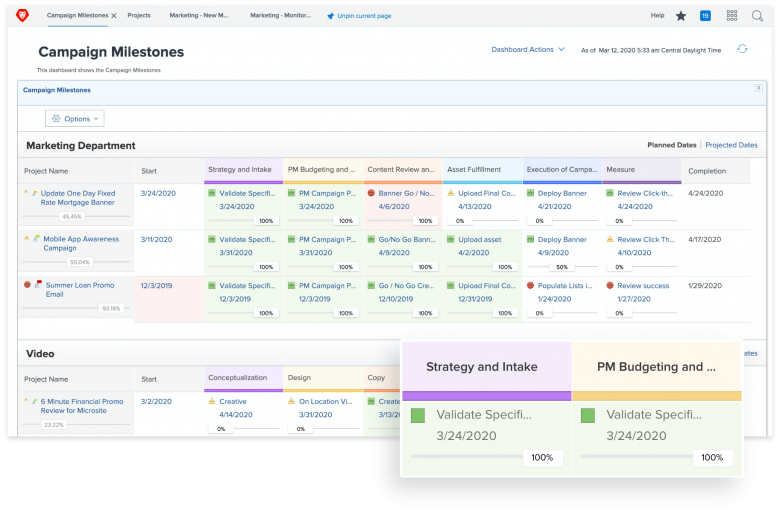 Campaign Milestones
Projects
Marketing - New M...
Marketing - Monitor...
Unpin current page
Help
19
Campaign Milestones
Dashboard Actions
As of Mar 12, 2020 5:33 am Central Daylight Time
This dashboard shows the Campaign Milestones
Campaign Milestones
Options
Marketing Department
Planned Dates | Projected Dates
Project Name Start Strategy and Intake PM Budgeting and ... Content Review an... Asset Fulfillment Execution of Campa... Measure Completion
Update One Day Fixed 3/24/2020 Validate Specifi... PM Campaign P... Banner Go / No... Upload Final Co... Deploy Banner Review Click-th... 4/24/2020
Rate Mortgage Banner 3/24/2020 3/24/2020 4/6/2020 4/13/2020 4/21/2020 4/24/2020
45.45% 100% 100% 100% 0% 0% 0%
Mobile App Awareness 3/11/2020 Validate Specifi... PM Campaign P... Go/No Go Bann... Upload asset Deploy Banner Review Click Th... 4/17/2020
Campaign 3/31/2020 3/31/2020 4/9/2020 4/2/2020 4/9/2020 4/10/2020
55.04% 100% 100% 100% 100% 50% 0%
Summer Loan Promo 12/3/2019 Validate Specifi... PM Campaign P... Go / No Go Cre... Upload Final Co... Populate Lists i... Review success 1/29/2020
Email 12/3/2019 12/3/2019 12/10/2019 12/31/2019 1/24/2020 1/27/2020
93.18% 100% 100% 100% 100% 0% 0%
Video
ates
Project Name Start Conceptualization Design Copy
6 Minute Financial Promo 3/2/2020 Creative On Location Vi... Create
Review for Microsite 4/14/2020 3/31/2020 3/13/2
23.22% 0% 0%
Strategy and Intake PM Budgeting and ...
Validate Specifi... Validate Specifi...
3/24/2020 3/24/2020
100% 100%